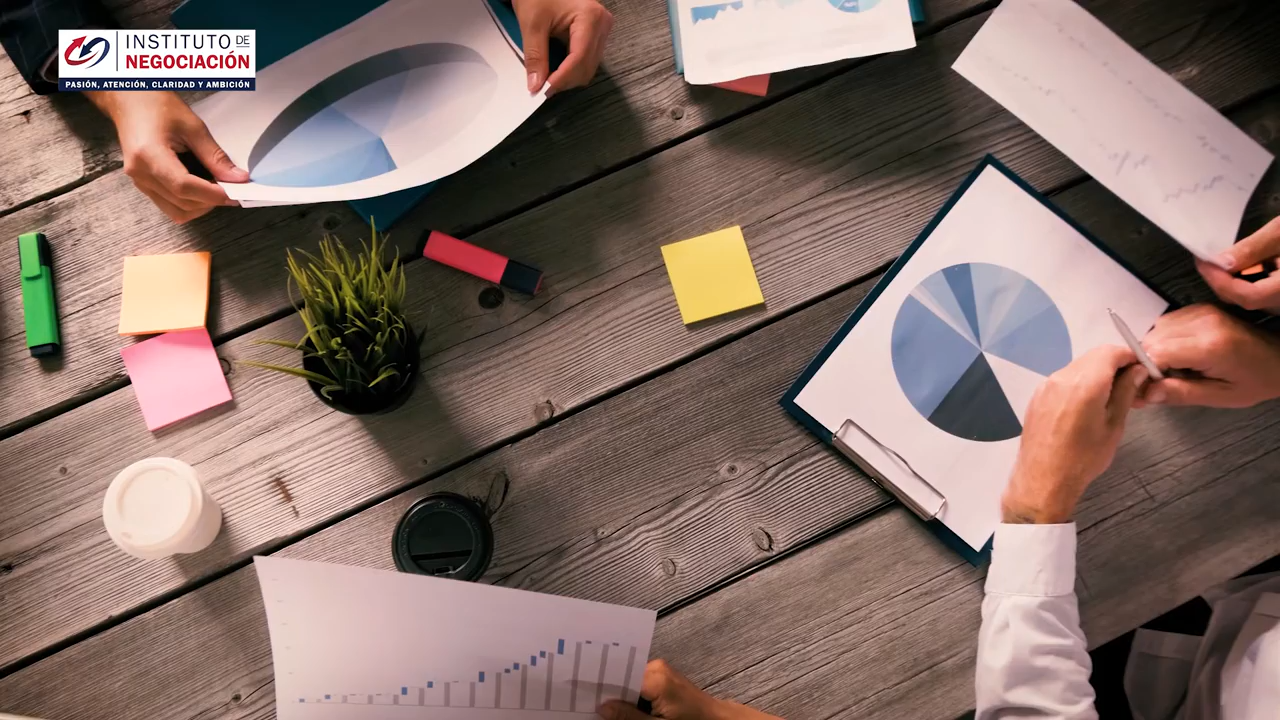 INSTITUTO DE
NEGOCIACIÓN
PASIÓN, ATENCIÓN, CLARIDAD Y AMBICIÓN